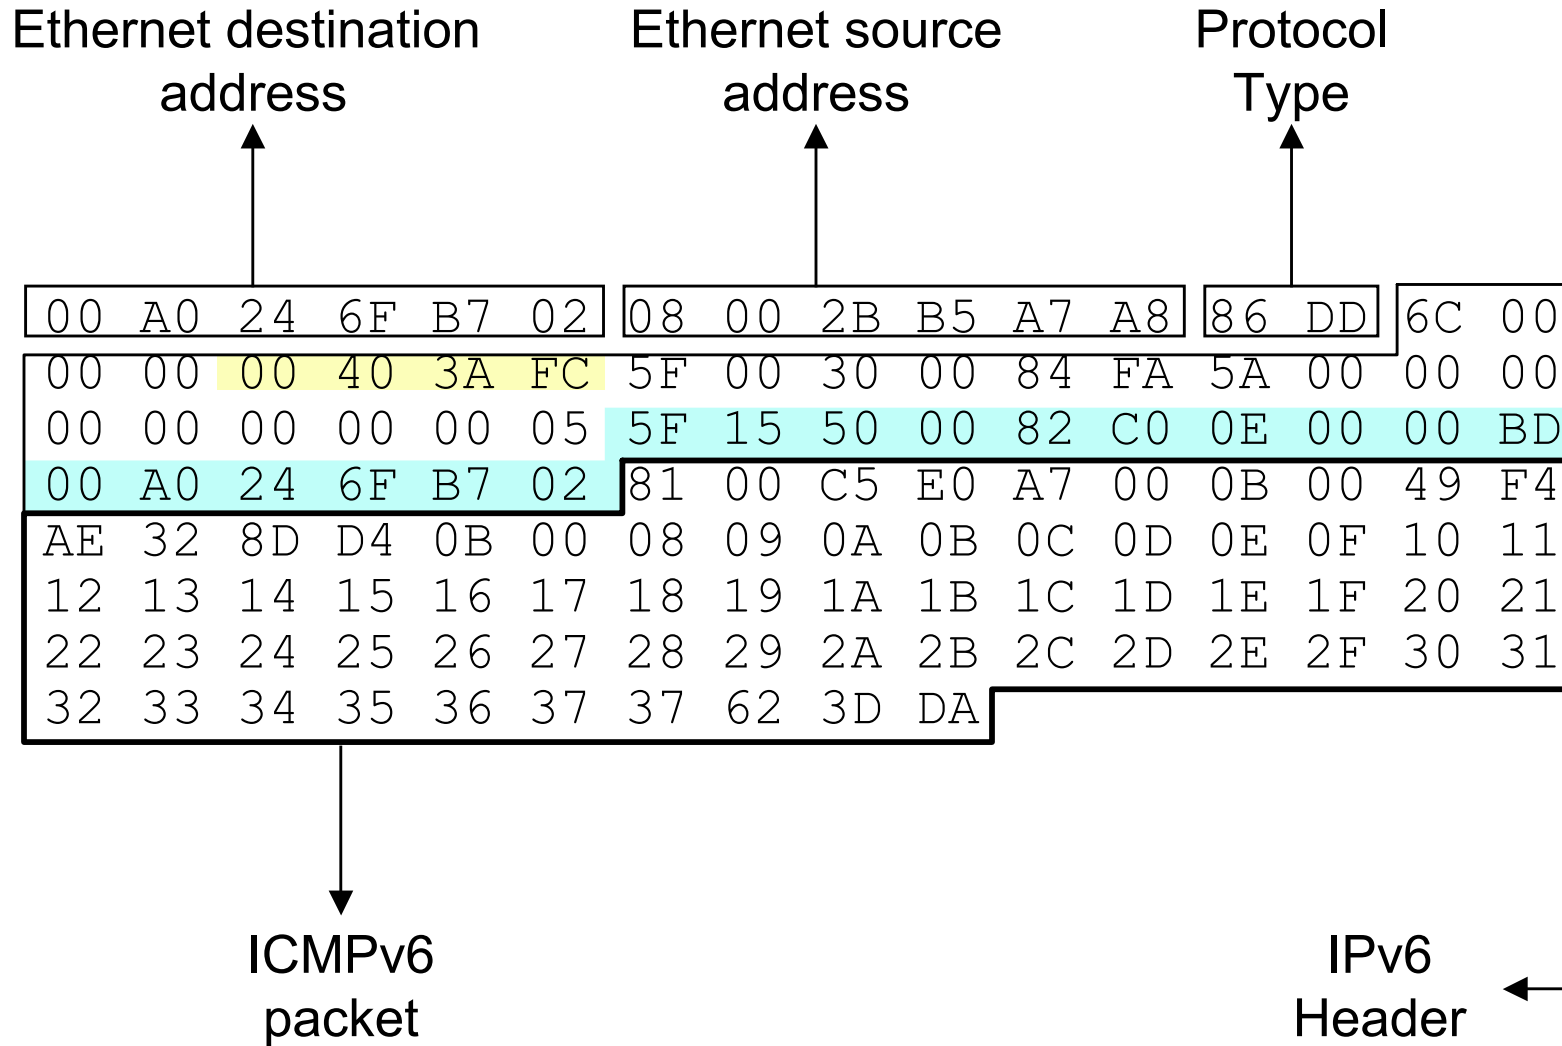 Ethernet destination address
Ethernet source address
Protocol Type
00 A0 24 6F B7 02 08 00 2B B5 A7 A8 86 DD 6C 00
00 00 00 40 3A FC 5F 00 30 00 84 FA 5A 00 00 00
00 00 00 00 00 05 5F 15 50 00 82 C0 0E 00 00 BD
00 A0 24 6F B7 02 81 00 C5 E0 A7 00 0B 00 49 F4
AE 32 8D D4 0B 00 08 09 0A 0B 0C 0D 0E 0F 10 11
12 13 14 15 16 17 18 19 1A 1B 1C 1D 1E 1F 20 21
22 23 24 25 26 27 28 29 2A 2B 2C 2D 2E 2F 30 31
32 33 34 35 36 37 37 62 3D DA
ICMPv6 packet
IPv6 Header